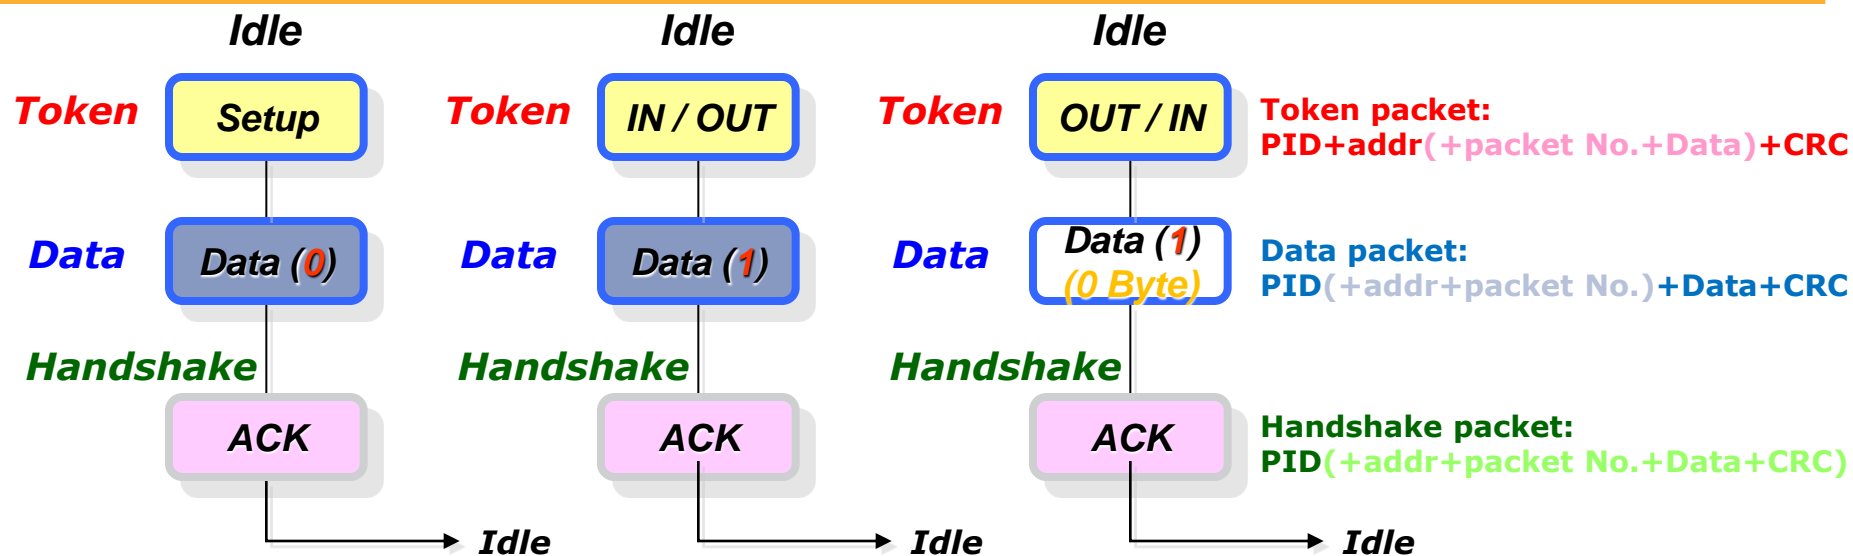 Idle
Token
Setup
Data
Data (0)
Handshake
ACK
Idle
Idle
Token
IN / OUT
Data
Data (1)
Handshake
ACK
Idle
Idle
Token
OUT / IN
Data
Data (1)
(0 Byte)
Handshake
ACK
Idle
Token packet:
PID+addr(+packet No.+Data)+CRC
Data packet:
PID(+addr+packet No.)+Data+CRC
Handshake packet:
PID(+addr+packet No.+Data+CRC)